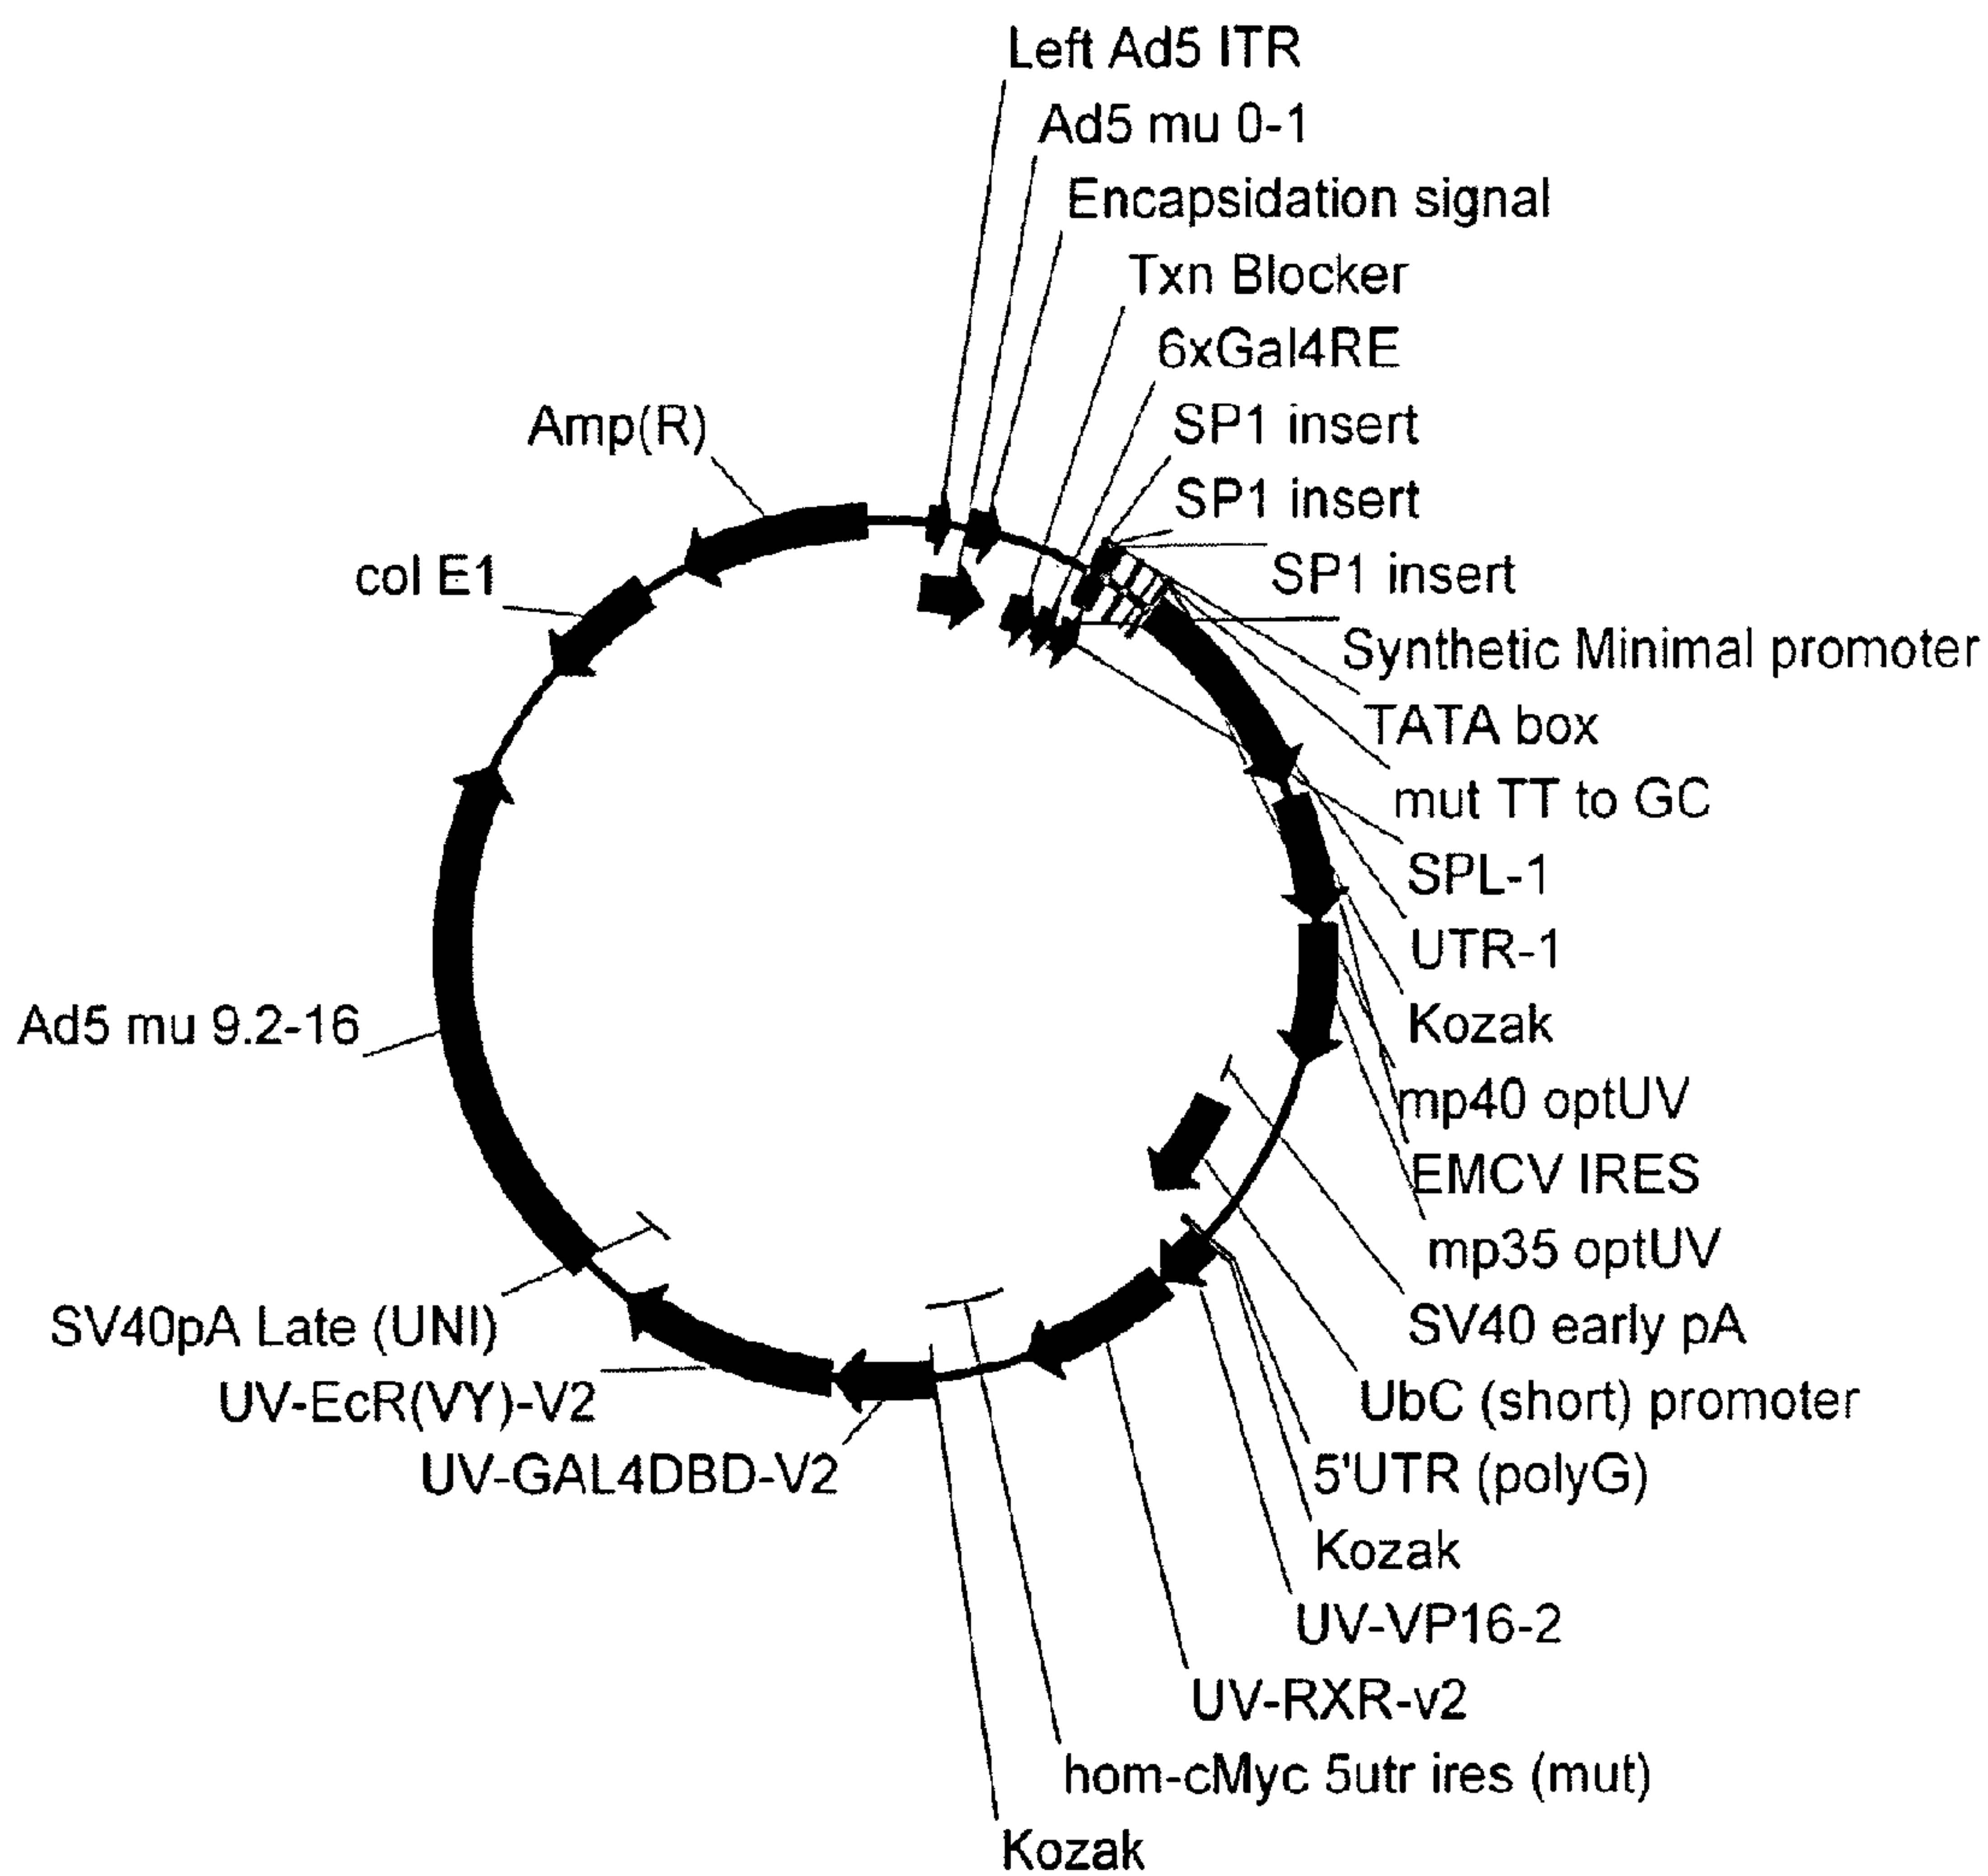 Left Ad5 ITR
Ad5 mu 0-1
Encapsidation signal
Txn Blocker
6xGal4RE
SP1 insert
SP1 insert
SP1 insert
Synthetic Minimal promoter
TATA box
mut TT to GC
SPL-1
UTR-1
Kozak
mp40 optUV
EMCV IRES
mp35 optUV
SV40 early pA
UbC (short) promoter
5'UTR (polyG)
Kozak
UV-VP16-2
UV-RXR-v2
hom-cMyc 5utr ires (mut)
Kozak
UV-GAL4DBD-V2
UV-EcR(VY)-V2
SV40pA Late (UNI)
Ad5 mu 9.2-16
col E1
Amp(R)